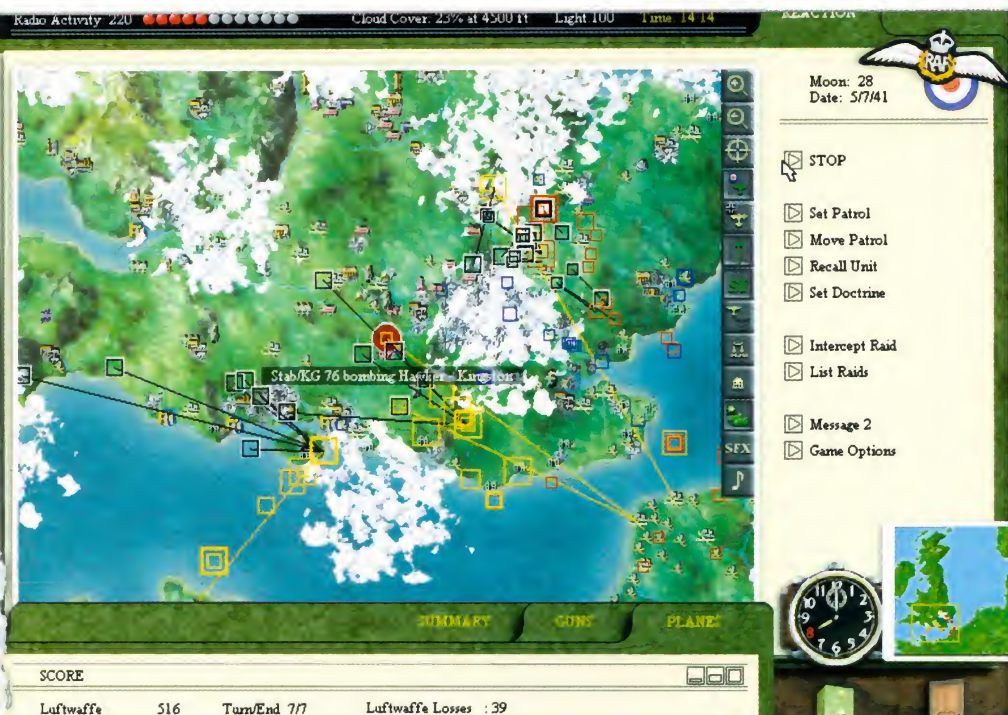 Radio Activity: 220
Cloud Cover: 23% at 4500 ft
Light 100
Time: 14 14
REACTION
RAF
Moon: 28
Date: 5/7/41
STOP
Set Patrol
Move Patrol
Recall Unit
Set Doctrine
Intercept Raid
List Raids
Message 2
Game Options
SFX
Stab/KG 76 bombing Hawker - Kingston
SUMMARY
GUNS
PLANES
SCORE
Luftwaffe 516 Turn/End 7/7 Luftwaffe Losses : 39